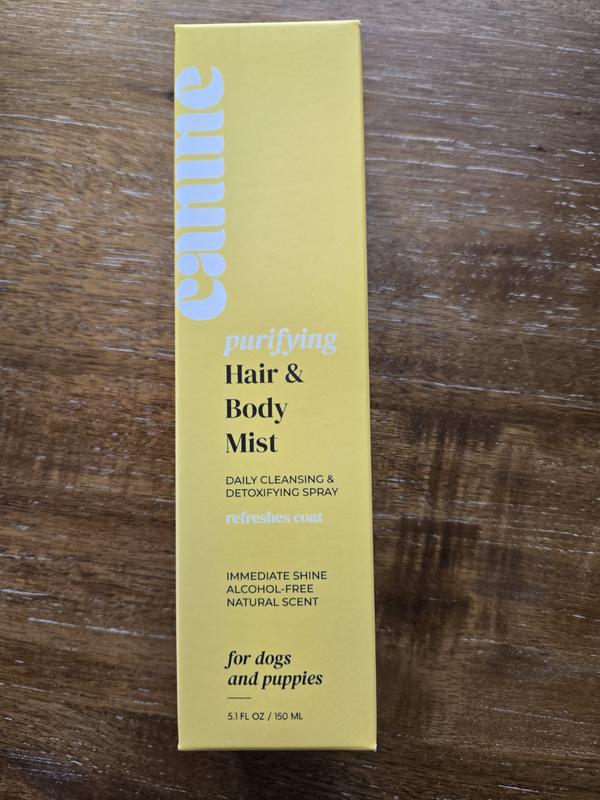 canine
purifying
Hair &
Body
Mist
DAILY CLEANSING &
DETOXIFYING SPRAY
refreshes coat
IMMEDIATE SHINE
ALCOHOL-FREE
NATURAL SCENT
for dogs
and puppies
5.1 FL OZ / 150 ML